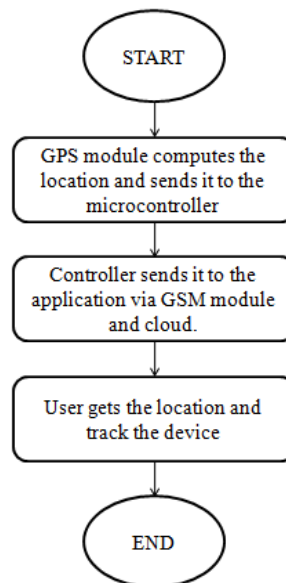 START
GPS module computes the
location and sends it to the
microcontroller
Controller sends it to the
application via GSM module
and cloud.
User gets the location and
track the device
END